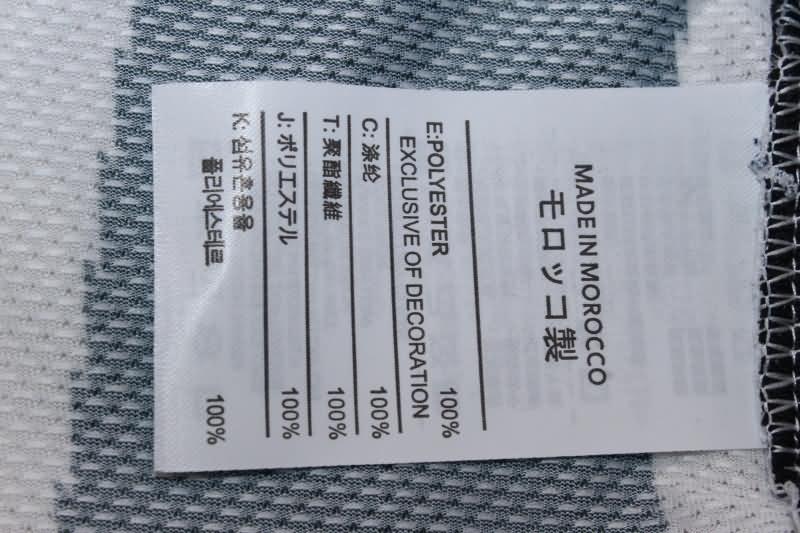 MADE IN MOROCCO
モロッコ製
E:POLYESTER 100%
EXCLUSIVE OF DECORATION
C: 涤纶 100%
T: 聚酯纖維 100%
J: ポリエステル 100%
K: 섬유혼용율
폴리에스테르 100%